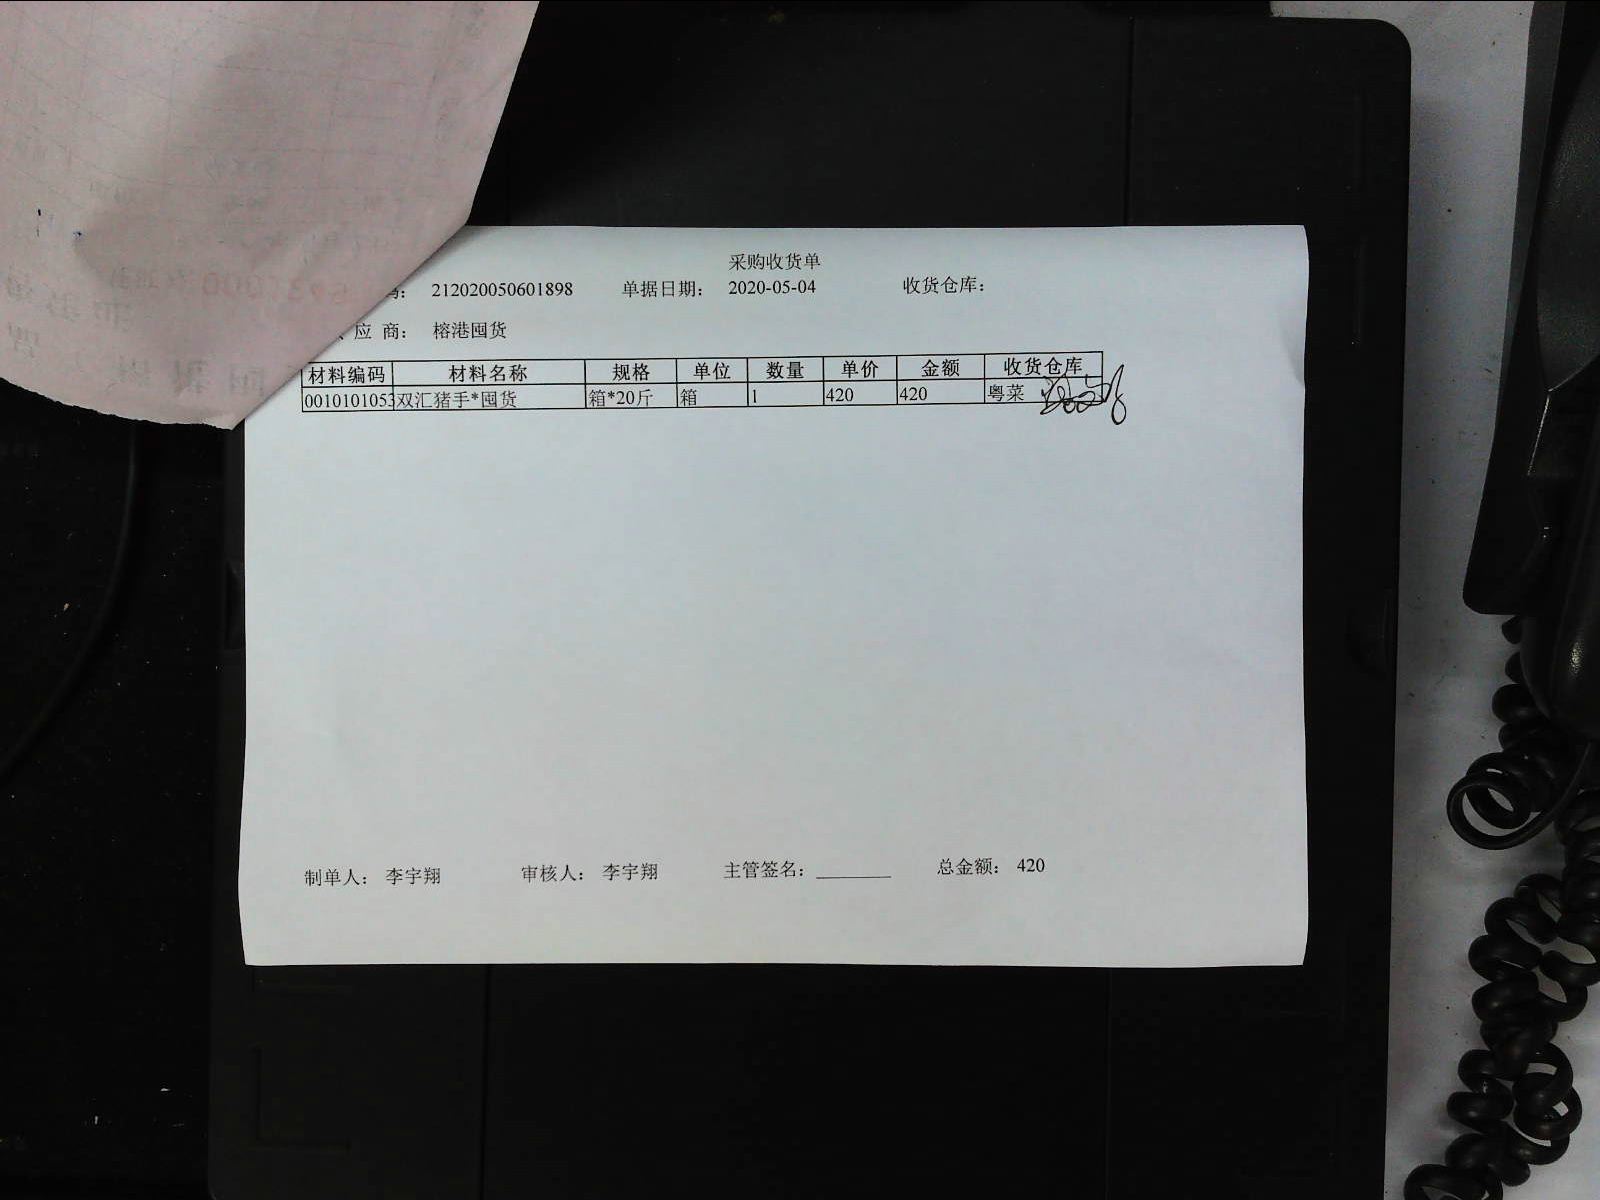 采购收货单
码： 212020050601898 单据日期： 2020-05-04 收货仓库：
应 商： 榕港囤货
材料编码 材料名称 规格 单位 数量 单价 金额 收货仓库
0010101053 双汇猪手*囤货 箱*20斤 箱 1 420 420 粤菜
制单人： 李宇翔 审核人： 李宇翔 主管签名：________ 总金额： 420